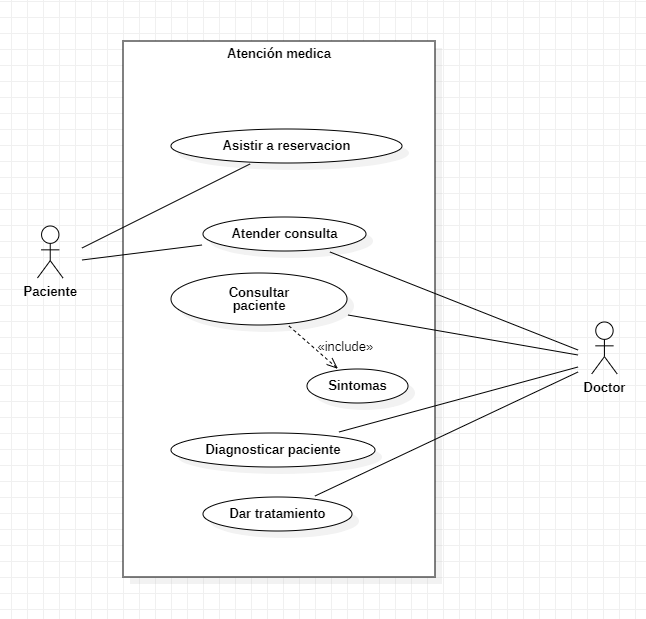 Atención medica
Asistir a reservacion
Atender consulta
Consultar
paciente
«include»
Sintomas
Diagnosticar paciente
Dar tratamiento
Paciente
Doctor